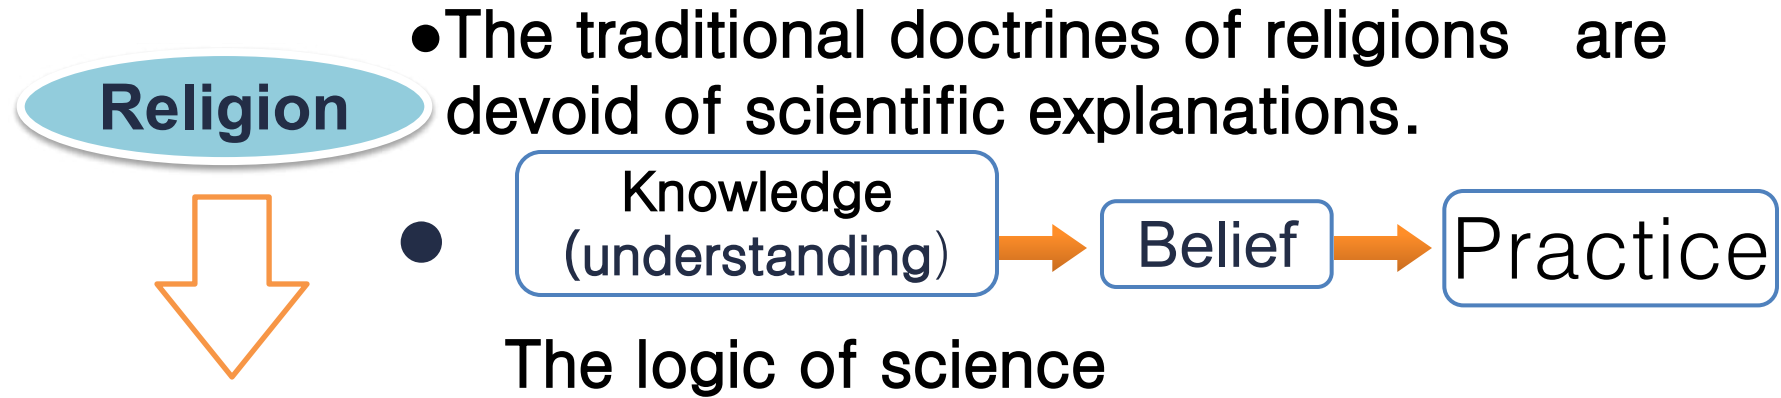 Religion
●The traditional doctrines of religions are
devoid of scientific explanations.
● Knowledge
(understanding)
Belief
Practice
The logic of science